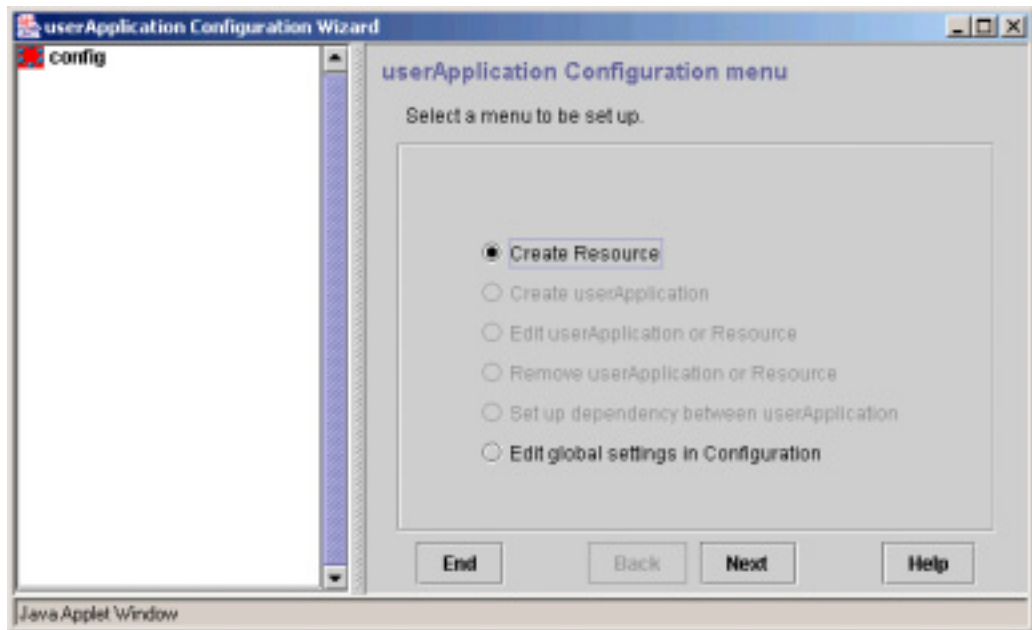 userApplication Configuration Wizard
config
userApplication Configuration menu
Select a menu to be set up.
Create Resource
Create userApplication
Edit userApplication or Resource
Remove userApplication or Resource
Set up dependency between userApplication
Edit global settings in Configuration
End Back Next Help
Java Applet Window